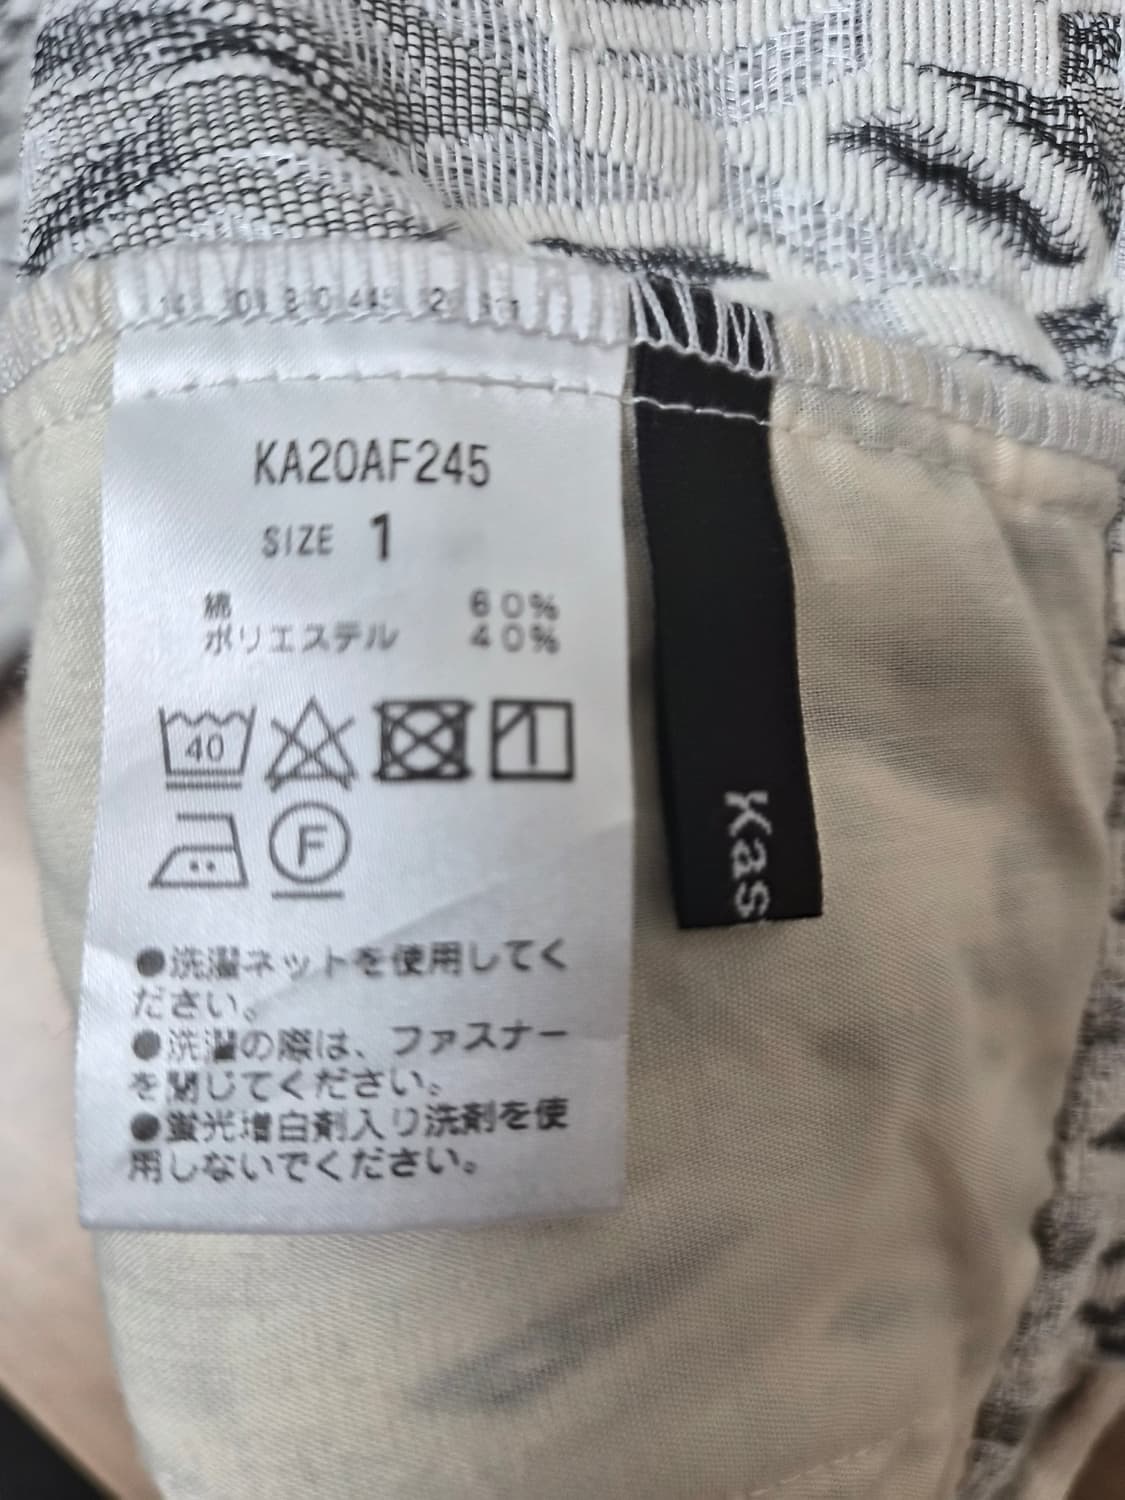 KA20AF245
SIZE 1
綿 60%
ポリエステル 40%
40
F
●洗濯ネットを使用してく
ださい。
●洗濯の際は、ファスナー
を閉じてください。
●蛍光増白剤入り洗剤を使
用しないでください。
Kas